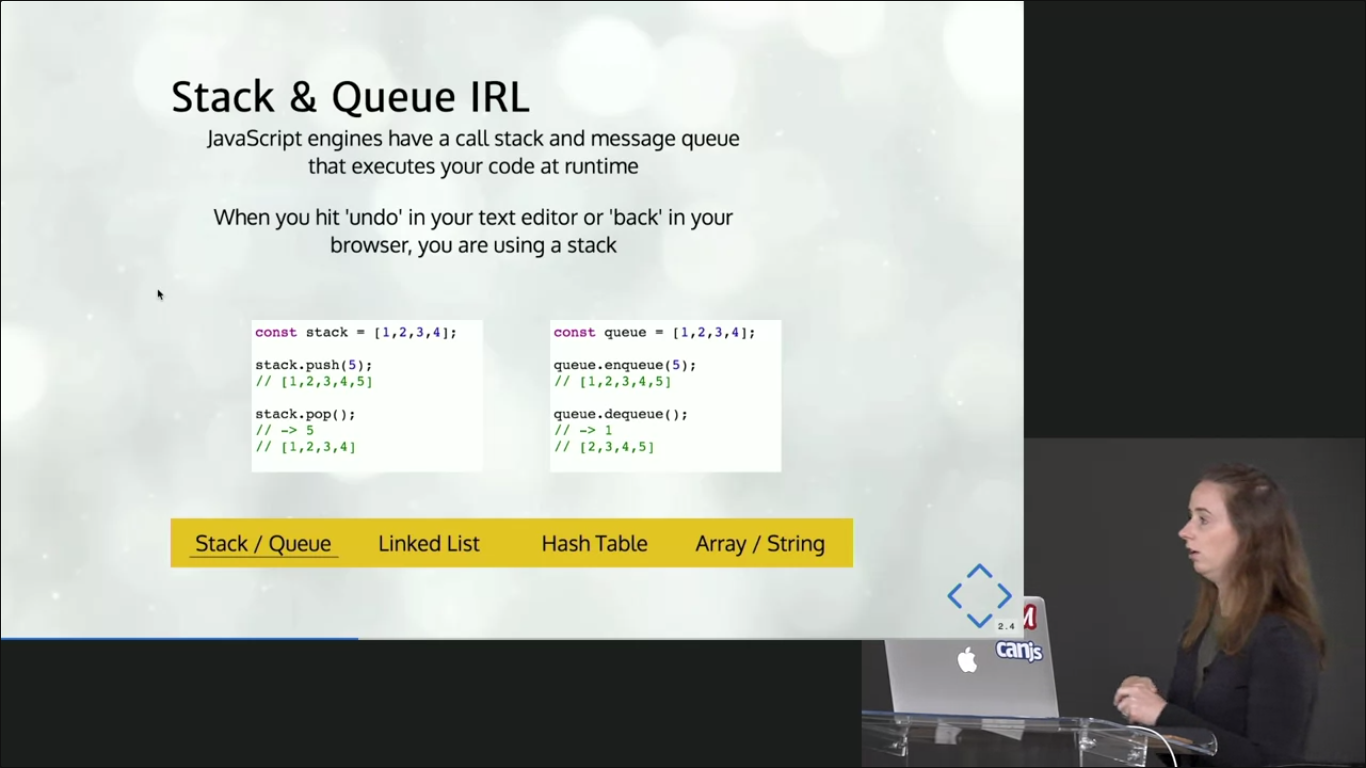 Stack & Queue IRL
JavaScript engines have a call stack and message queue
that executes your code at runtime
When you hit 'undo' in your text editor or 'back' in your
browser, you are using a stack
const stack = [1,2,3,4];
stack.push(5);
// [1,2,3,4,5]
stack.pop();
// -> 5
// [1,2,3,4]
const queue = [1,2,3,4];
queue.enqueue(5);
// [1,2,3,4,5]
queue.dequeue();
// -> 1
// [2,3,4,5]
Stack / Queue Linked List Hash Table Array / String
2.4
canjs